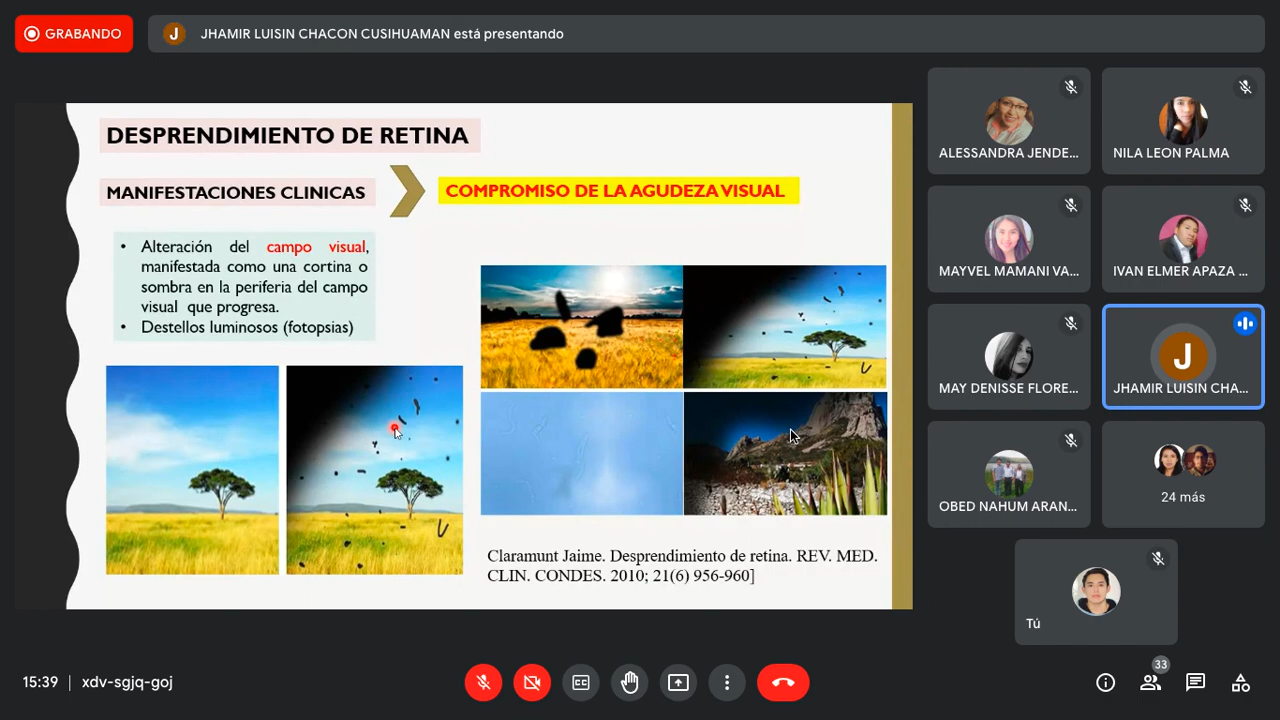 GRABANDO
J
JHAMIR LUISIN CHACON CUSIHUAMAN está presentando
DESPRENDIMIENTO DE RETINA
MANIFESTACIONES CLINICAS
COMPROMISO DE LA AGUDEZA VISUAL
• Alteración del campo visual,
manifestada como una cortina o
sombra en la periferia del campo
visual que progresa.
• Destellos luminosos (fotopsias)
Claramunt Jaime. Desprendimiento de retina. REV. MED.
CLIN. CONDES. 2010; 21(6) 956-960]
ALESSANDRA JENDE...
NILA LEON PALMA
MAYVEL MAMANI VA...
IVAN ELMER APAZA ...
MAY DENISSE FLORE...
J
JHAMIR LUISIN CHA...
OBED NAHUM ARAN...
24 más
Tú
15:39 | xdv-sgjq-goj
CC
33